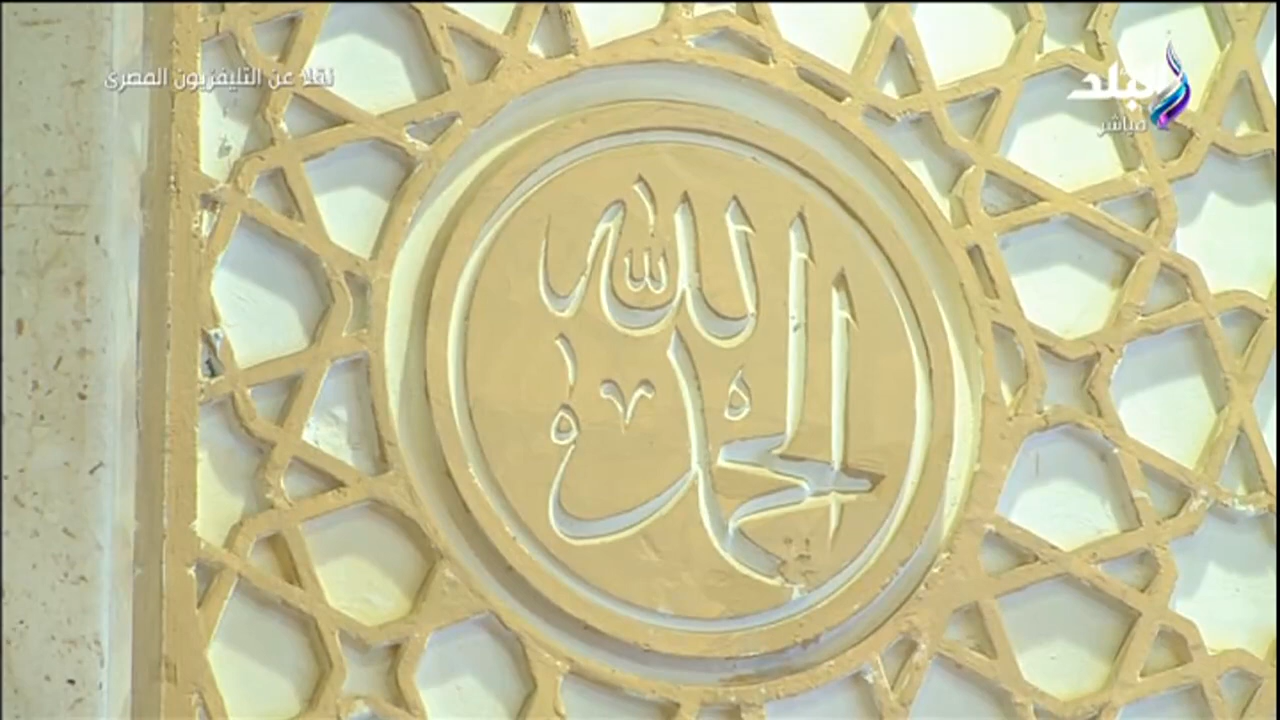 نقلا عن التليفزيون المصرى
البلد
مباشر
الحمد لله